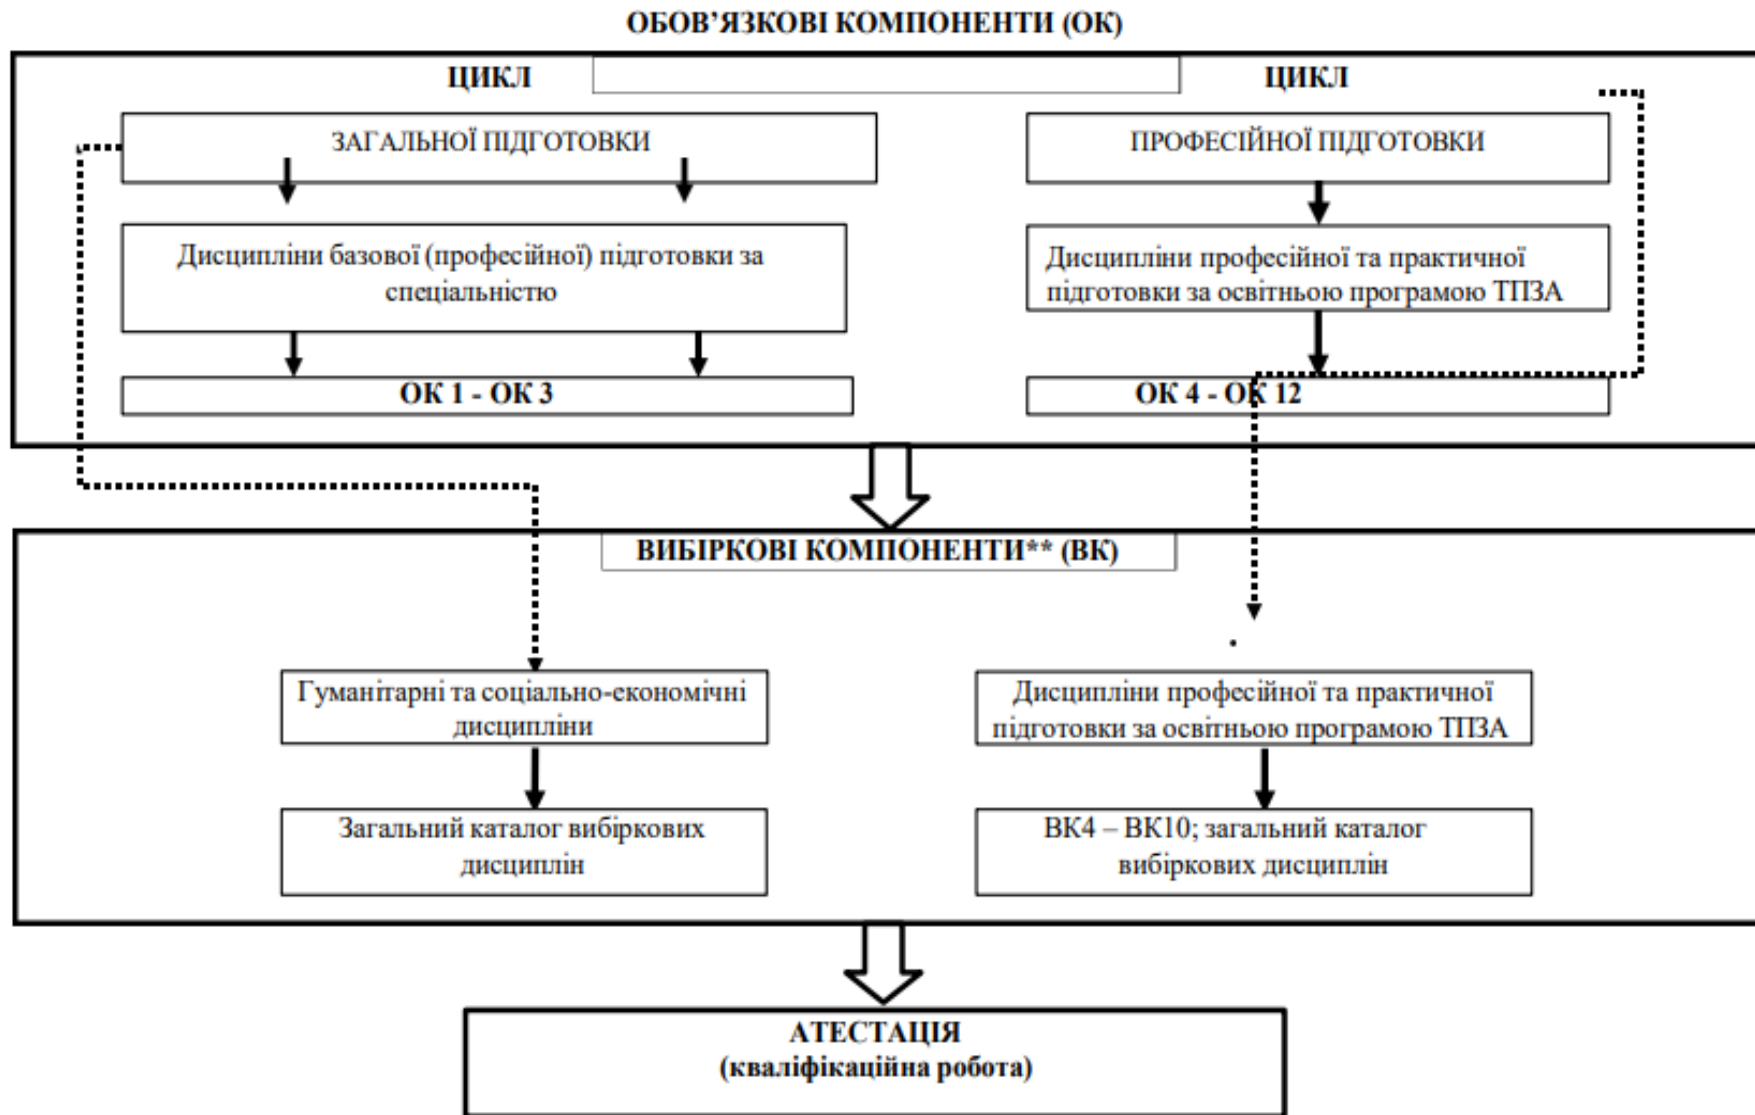 ОБОВ’ЯЗКОВІ КОМПОНЕНТИ (ОК)
ЦИКЛ
ЗАГАЛЬНОЇ ПІДГОТОВКИ
Дисципліни базової (професійної) підготовки за
спеціальністю
ОК 1 - ОК 3
ЦИКЛ
ПРОФЕСІЙНОЇ ПІДГОТОВКИ
Дисципліни професійної та практичної
підготовки за освітньою програмою ТПЗА
ОК 4 - ОК 12
ВИБІРКОВІ КОМПОНЕНТИ** (ВК)
Гуманітарні та соціально-економічні
дисципліни
Загальний каталог вибіркових
дисциплін
.
Дисципліни професійної та практичної
підготовки за освітньою програмою ТПЗА
ВК4 – ВК10; загальний каталог
вибіркових дисциплін
АТЕСТАЦІЯ
(кваліфікаційна робота)